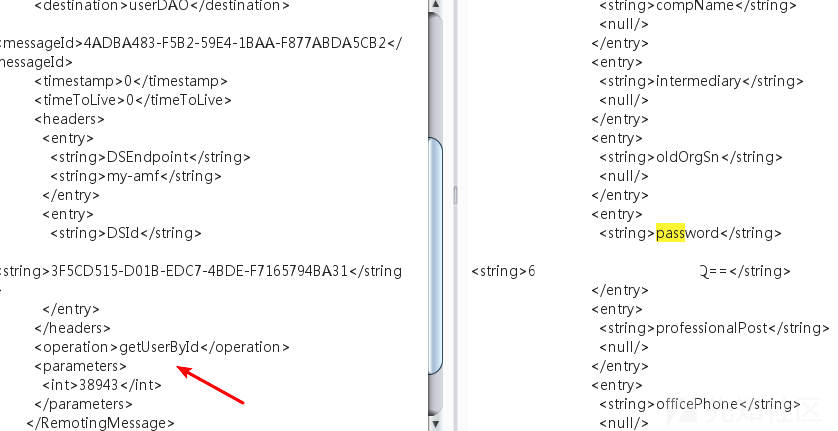 <destination>userDAO</destination>
<messageId>4ADBA483-F5B2-59E4-1BAA-F877ABDA5CB2</
messageId>
<timestamp>0</timestamp>
<timeToLive>0</timeToLive>
<headers>
<entry>
<string>DSEndpoint</string>
<string>my-amf</string>
</entry>
<entry>
<string>DSId</string>
<string>3F5CD515-D01B-EDC7-4BDE-F7165794BA31</string
>
</entry>
</headers>
<operation>getUserById</operation>
<parameters>
<int>38943</int>
</parameters>
</RemotingMessage>
<string>compName</string>
<null/>
</entry>
<entry>
<string>intermediary</string>
<null/>
</entry>
<entry>
<string>oldOrgSn</string>
<null/>
</entry>
<entry>
<string>password</string>
<string>6 Q==</string>
</entry>
<entry>
<string>professionalPost</string>
<null/>
</entry>
<entry>
<string>officePhone</string>
<null/>